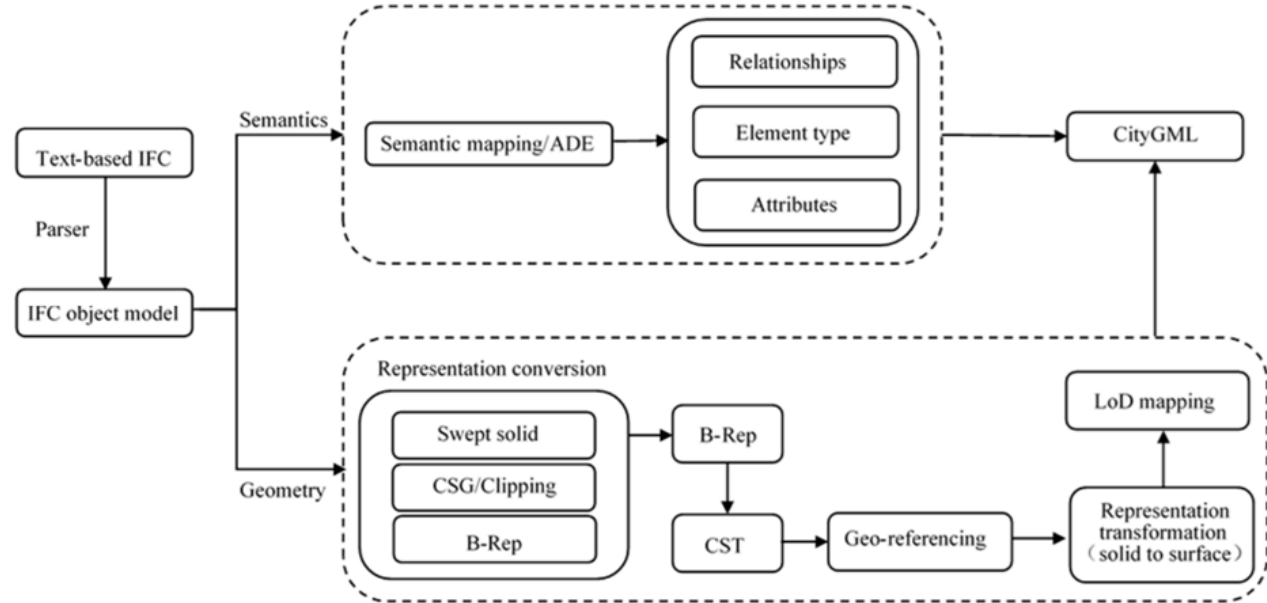 Text-based IFC
Parser
IFC object model
Semantics
Semantic mapping/ADE
Relationships
Element type
Attributes
CityGML
Geometry
Representation conversion
Swept solid
CSG/Clipping
B-Rep
B-Rep
CST
Geo-referencing
Representation
transformation
（solid to surface）
LoD mapping